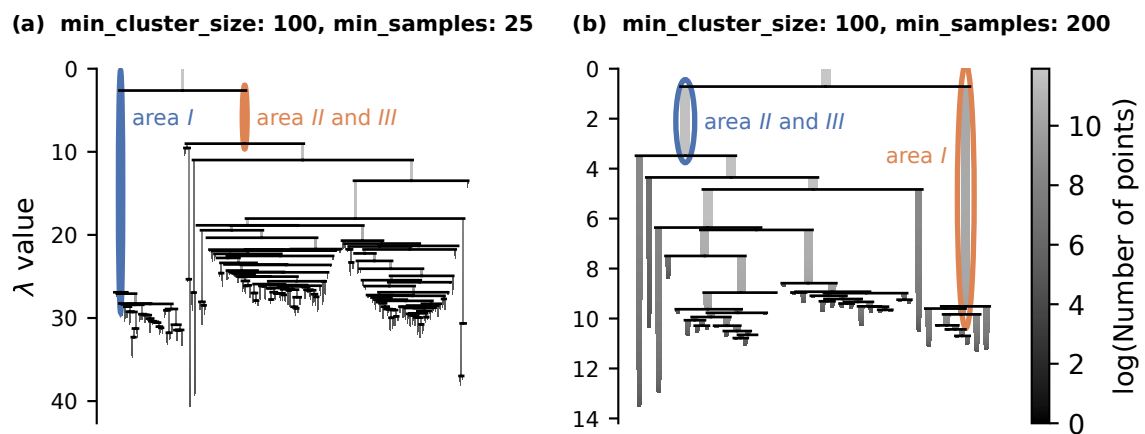 (a) min_cluster_size: 100, min_samples: 25
0
10
20
30
40
λ value
area I
area II and III
(b) min_cluster_size: 100, min_samples: 200
0
2
4
6
8
10
12
14
area II and III
area I
10
8
6
4
2
0
log(Number of points)